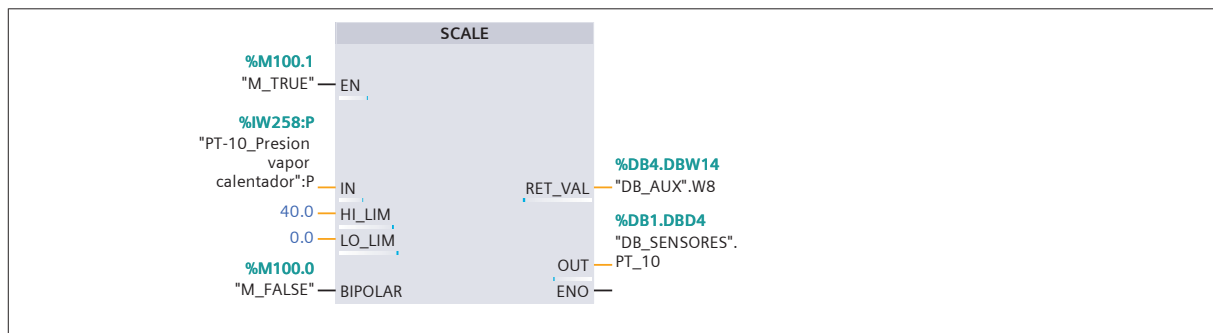 SCALE
%M100.1
"M_TRUE"
EN
%IW258:P
"PT-10_Presion
vapor
calentador":P
IN
40.0
HI_LIM
0.0
LO_LIM
%M100.0
"M_FALSE"
BIPOLAR
%DB4.DBW14
RET_VAL
"DB_AUX".W8
%DB1.DBD4
"DB_SENSORES".
PT_10
OUT
ENO